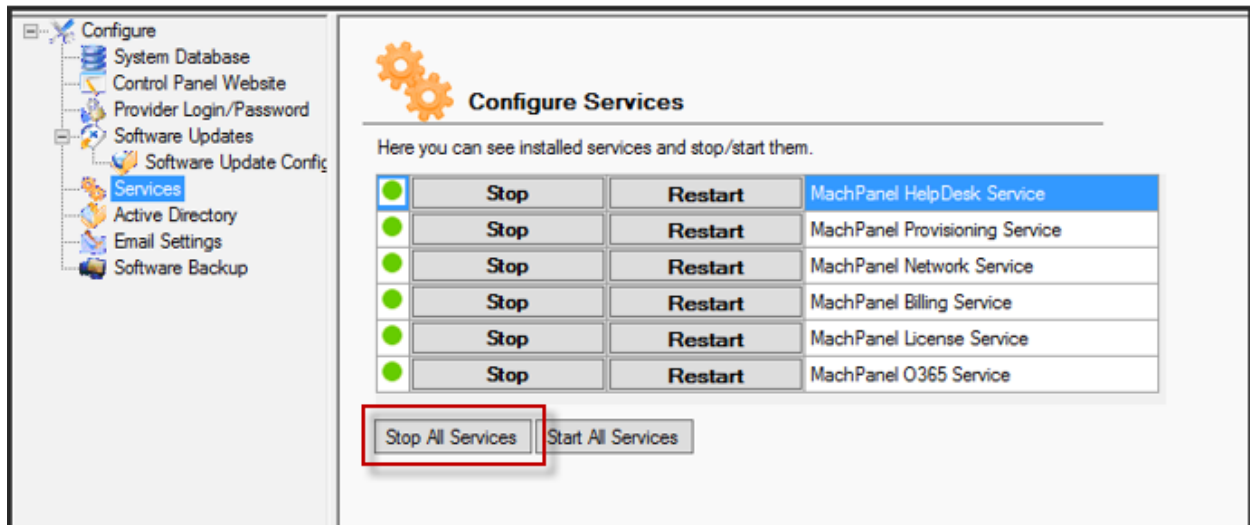 Configure
System Database
Control Panel Website
Provider Login/Password
Software Updates
Software Update Config
Services
Active Directory
Email Settings
Software Backup
Configure Services
Here you can see installed services and stop/start them.
Stop Restart MachPanel HelpDesk Service
Stop Restart MachPanel Provisioning Service
Stop Restart MachPanel Network Service
Stop Restart MachPanel Billing Service
Stop Restart MachPanel License Service
Stop Restart MachPanel O365 Service
Stop All Services Start All Services